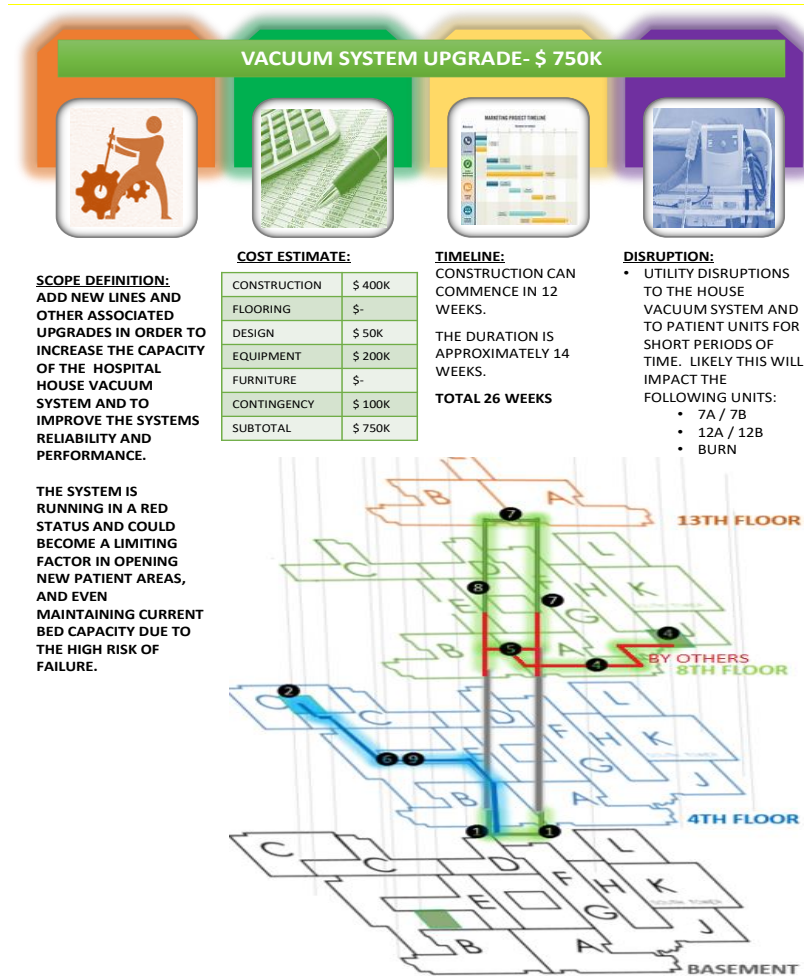 VACUUM SYSTEM UPGRADE- $ 750K
MARKETING PROJECT TIMELINE
SCOPE DEFINITION:
ADD NEW LINES AND
OTHER ASSOCIATED
UPGRADES IN ORDER TO
INCREASE THE CAPACITY
OF THE HOSPITAL
HOUSE VACUUM
SYSTEM AND TO
IMPROVE THE SYSTEMS
RELIABILITY AND
PERFORMANCE.
THE SYSTEM IS
RUNNING IN A RED
STATUS AND COULD
BECOME A LIMITING
FACTOR IN OPENING
NEW PATIENT AREAS,
AND EVEN
MAINTAINING CURRENT
BED CAPACITY DUE TO
THE HIGH RISK OF
FAILURE.
COST ESTIMATE:
CONSTRUCTION $ 400K
FLOORING $-
DESIGN $ 50K
EQUIPMENT $ 200K
FURNITURE $-
CONTINGENCY $ 100K
SUBTOTAL $ 750K
TIMELINE:
CONSTRUCTION CAN
COMMENCE IN 12
WEEKS.
THE DURATION IS
APPROXIMATELY 14
WEEKS.
TOTAL 26 WEEKS
DISRUPTION:
• UTILITY DISRUPTIONS
TO THE HOUSE
VACUUM SYSTEM AND
TO PATIENT UNITS FOR
SHORT PERIODS OF
TIME. LIKELY THIS WILL
IMPACT THE
FOLLOWING UNITS:
• 7A / 7B
• 12A / 12B
• BURN
B A
7
13TH FLOOR
L
C D F H K
8 E 7 G
4 J
5
B A 4
BY OTHERS
8TH FLOOR
2 L
C C D F H K
6 9 G
B A J
4TH FLOOR
1 1
C L
C D F H K
SOUTH TOWER
E G J
B A
BASEMENT